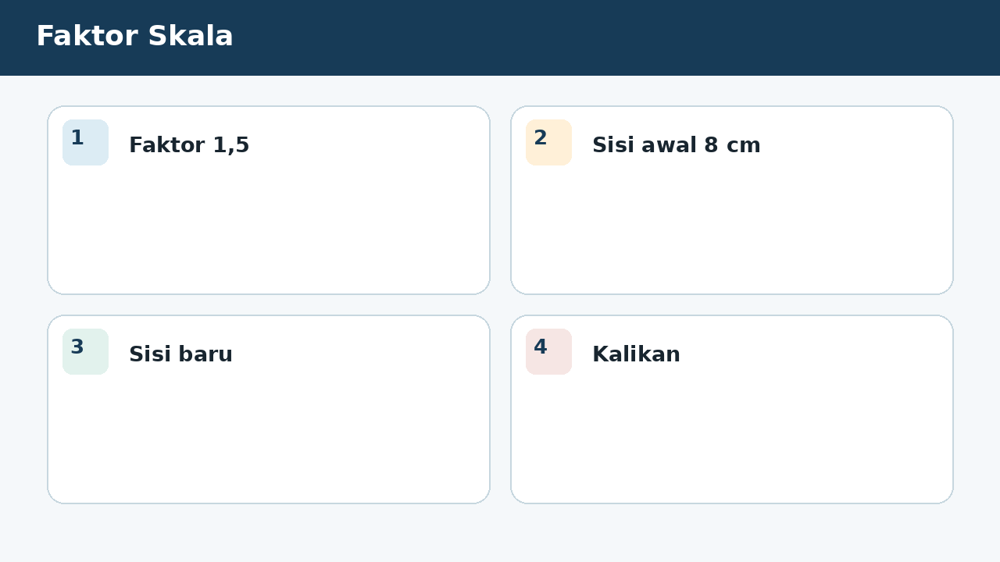 Faktor Skala
1 Faktor 1,5
2 Sisi awal 8 cm
3 Sisi baru
4 Kalikan